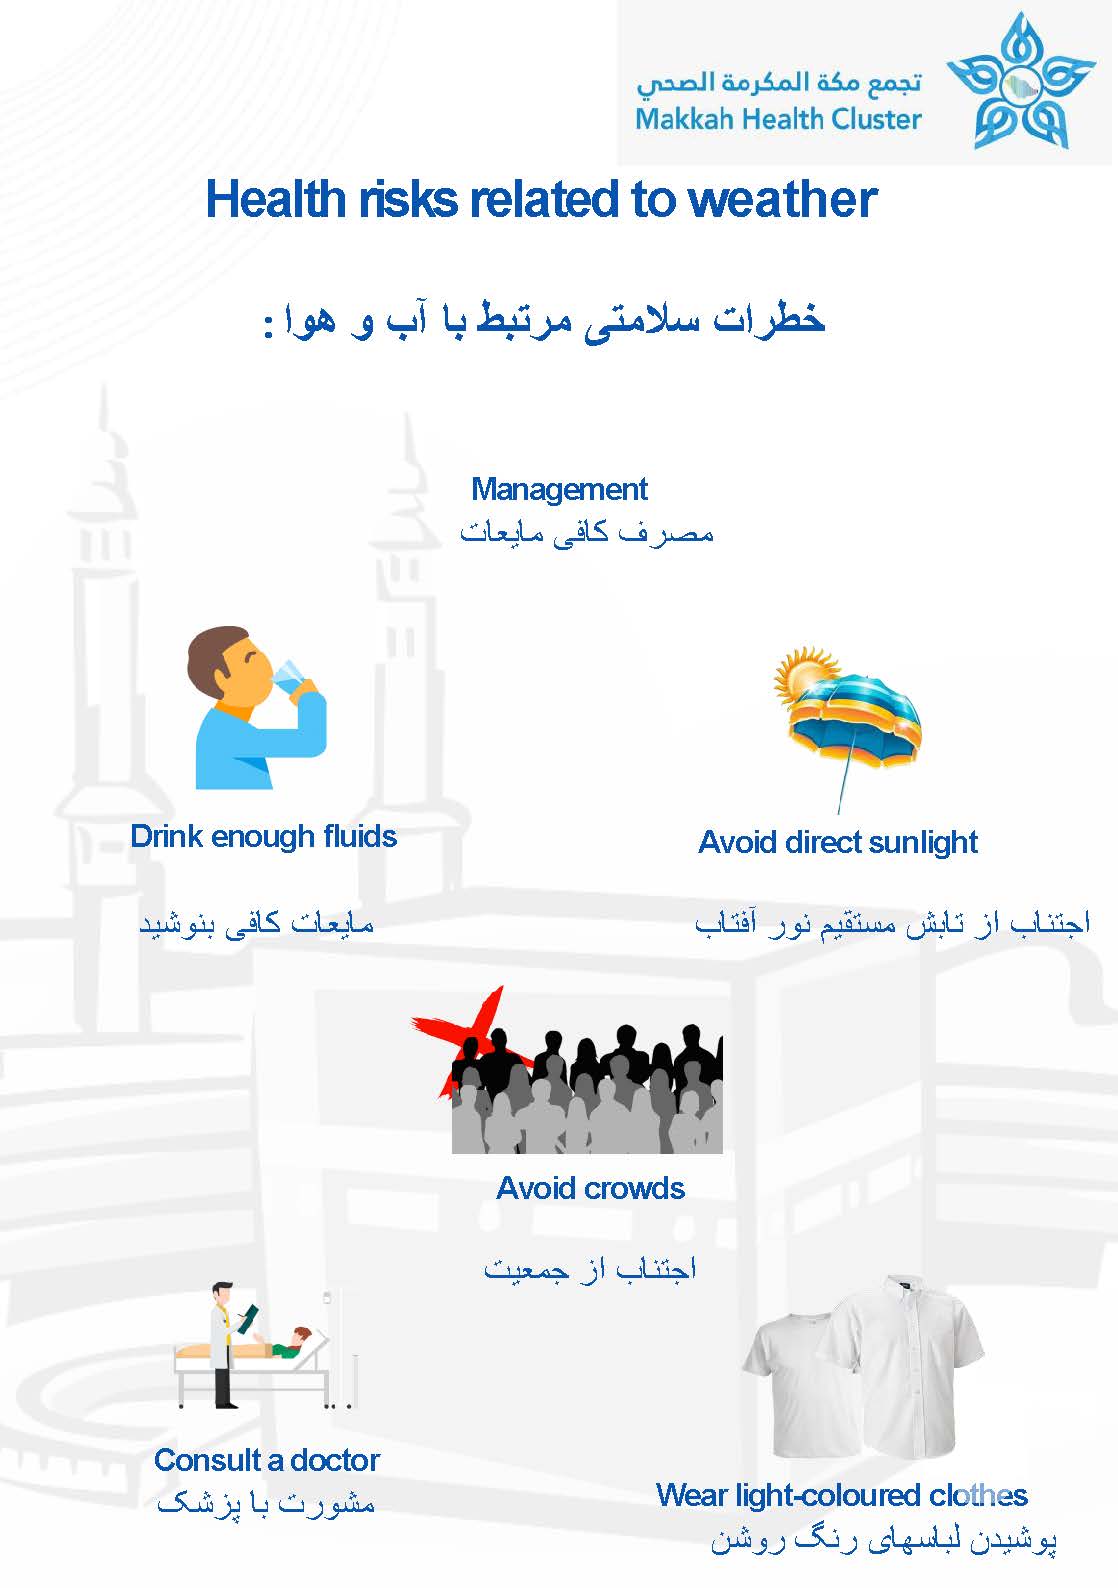 تجمع مكة المكرمة الصحي
Makkah Health Cluster
Health risks related to weather
خطرات سلامتی مرتبط با آب و هوا :
Management
مصرف کافی مایعات
Drink enough fluids
مایعات کافی بنوشید
Avoid direct sunlight
اجتناب از تابش مستقیم نور آفتاب
Avoid crowds
اجتناب از جمعیت
Consult a doctor
مشورت با پزشک
Wear light-coloured clothes
پوشیدن لباسهای رنگ روشن